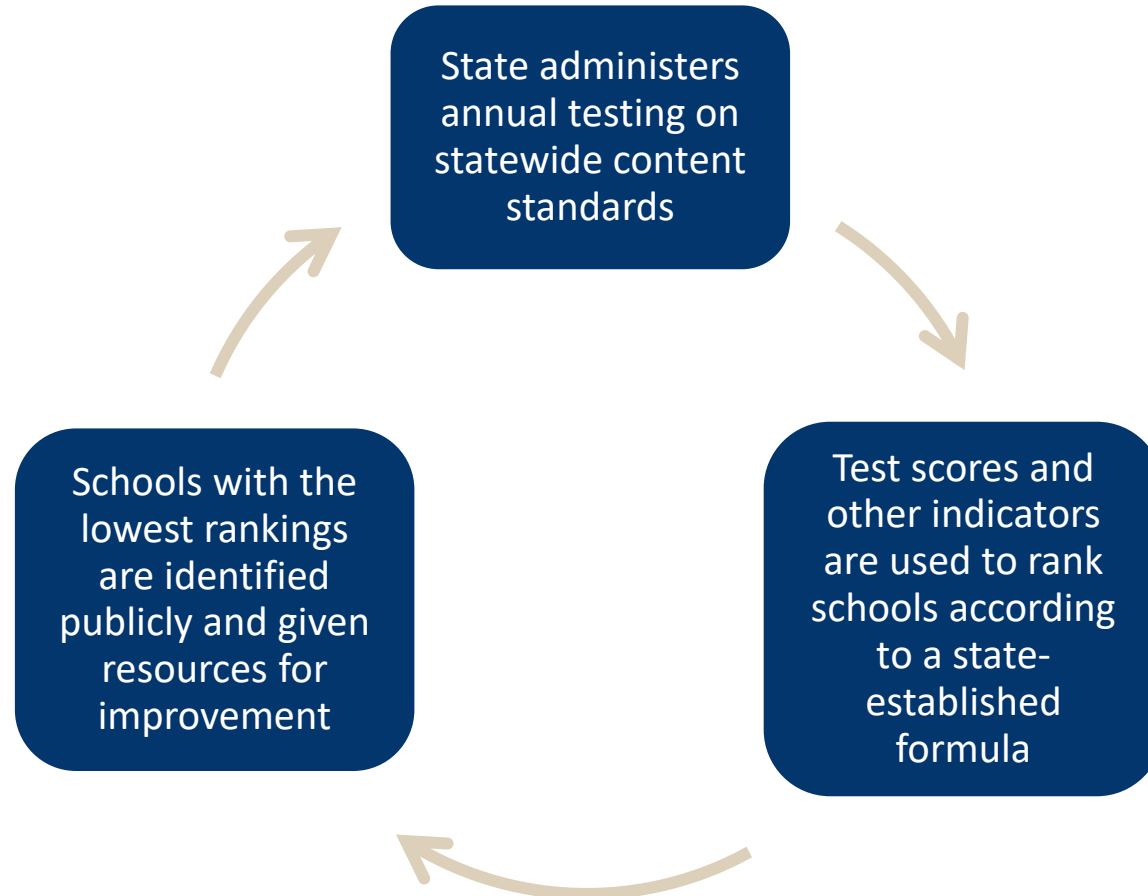 State administers
annual testing on
statewide content
standards
Test scores and
other indicators
are used to rank
schools according
to a state-
established
formula
Schools with the
lowest rankings
are identified
publicly and given
resources for
improvement